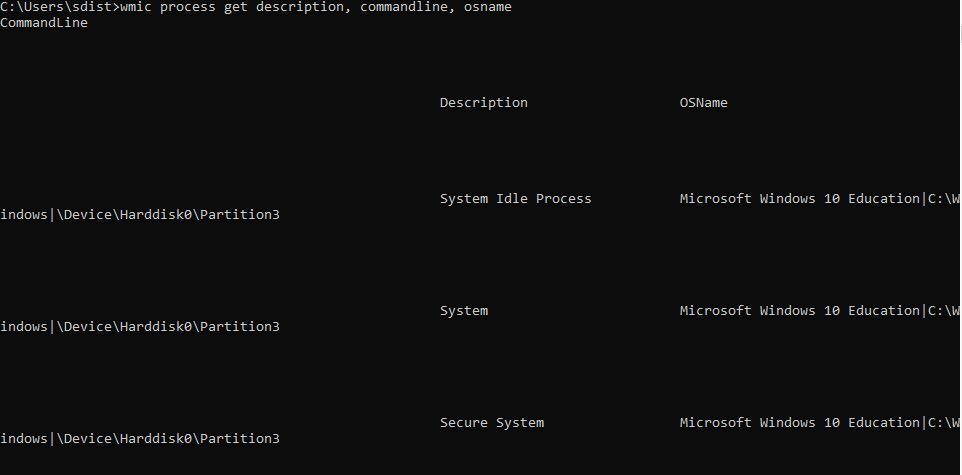 C:\Users\sdist>wmic process get description, commandline, osname
CommandLine
Description OSName
System Idle Process Microsoft Windows 10 Education|C:\W
indows|\Device\Harddisk0\Partition3
System Microsoft Windows 10 Education|C:\W
indows|\Device\Harddisk0\Partition3
Secure System Microsoft Windows 10 Education|C:\W
indows|\Device\Harddisk0\Partition3